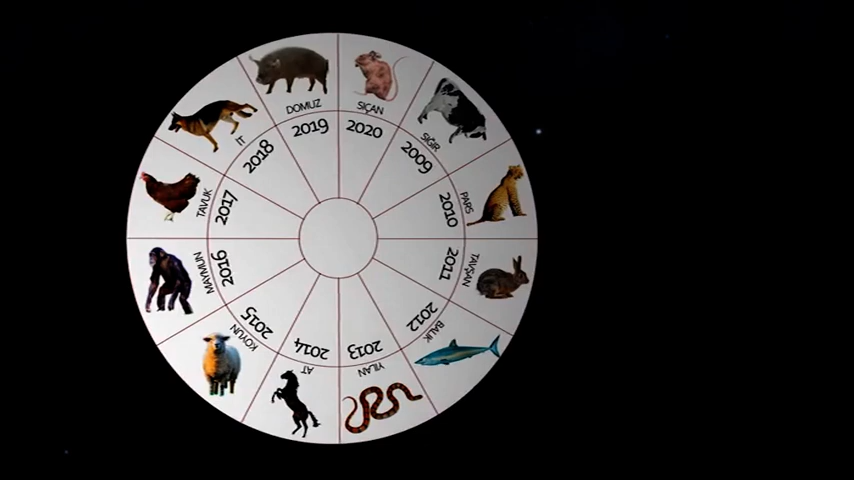 SIÇAN
2020
SIĞIR
2009
PARS
2010
TAVŞAN
2011
BALIK
2012
YILAN
2013
AT
2014
KOYUN
2015
MAYMUN
2016
TAVUK
2017
İT
2018
DOMUZ
2019